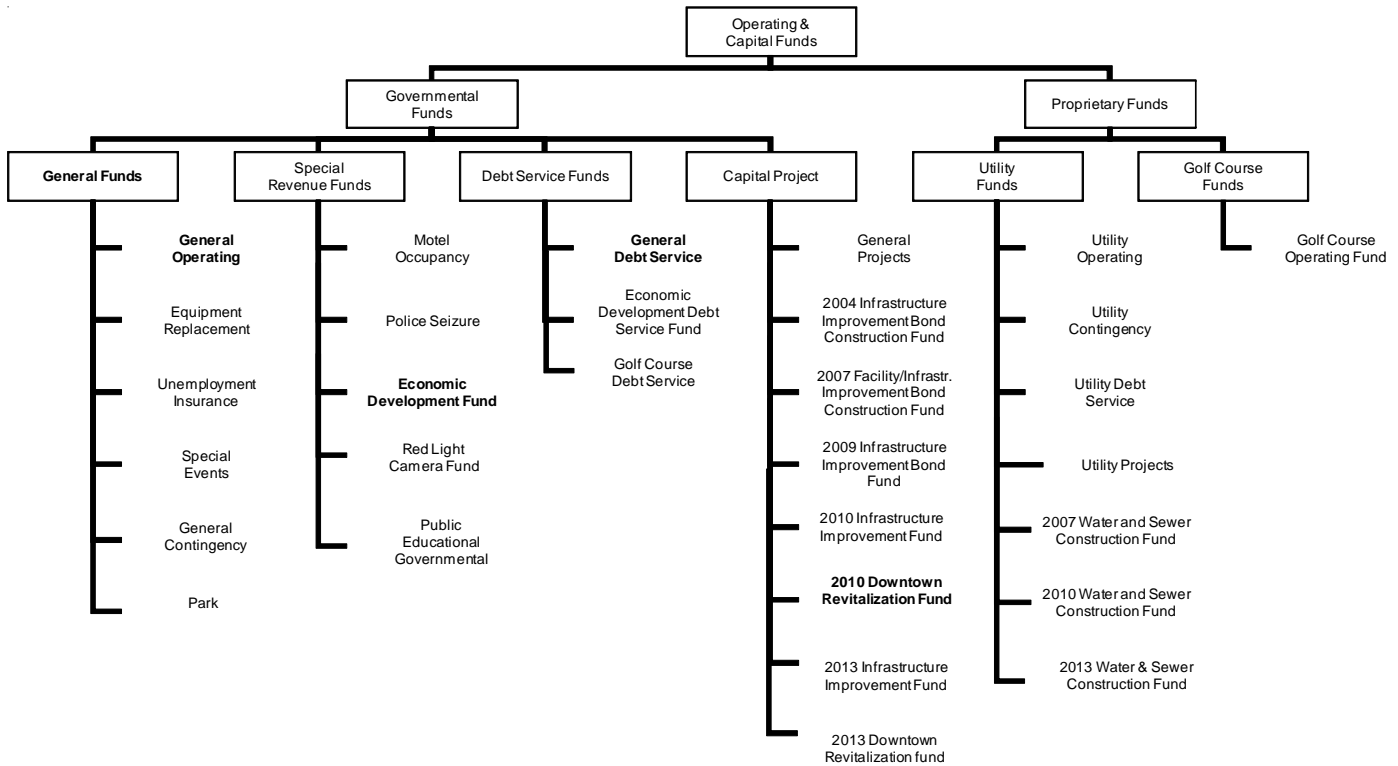 Operating &
Capital Funds
Governmental
Funds
Proprietary Funds
General Funds
Special
Revenue Funds
Debt Service Funds
Capital Project
Utility
Funds
Golf Course
Funds
General
Operating
Equipment
Replacement
Unemployment
Insurance
Special
Events
General
Contingency
Park
Motel
Occupancy
Police Seizure
Economic
Development Fund
Red Light
Camera Fund
Public
Educational
Governmental
General
Debt Service
Economic
Development Debt
Service Fund
Golf Course
Debt Service
General
Projects
2004 Infrastructure
Improvement Bond
Construction Fund
2007 Facility/Infrastr.
Improvement Bond
Construction Fund
2009 Infrastructure
Improvement Bond
Fund
2010 Infrastructure
Improvement Fund
2010 Downtown
Revitalization Fund
2013 Infrastructure
Improvement Fund
2013 Downtown
Revitalization fund
Utility
Operating
Utility
Contingency
Utility Debt
Service
Utility Projects
2007 Water and Sewer
Construction Fund
2010 Water and Sewer
Construction Fund
2013 Water & Sewer
Construction Fund
Golf Course
Operating Fund